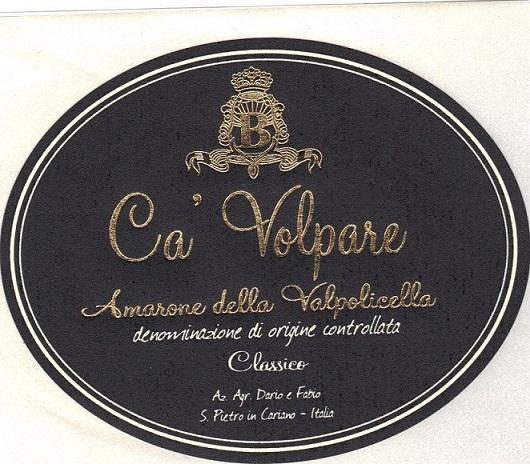 B
Ca' Volpare
Amarone della Valpolicella
denominazione di origine controllata
Classico
Az. Agr. Dario e Fabio
S. Pietro in Cariano - Italia